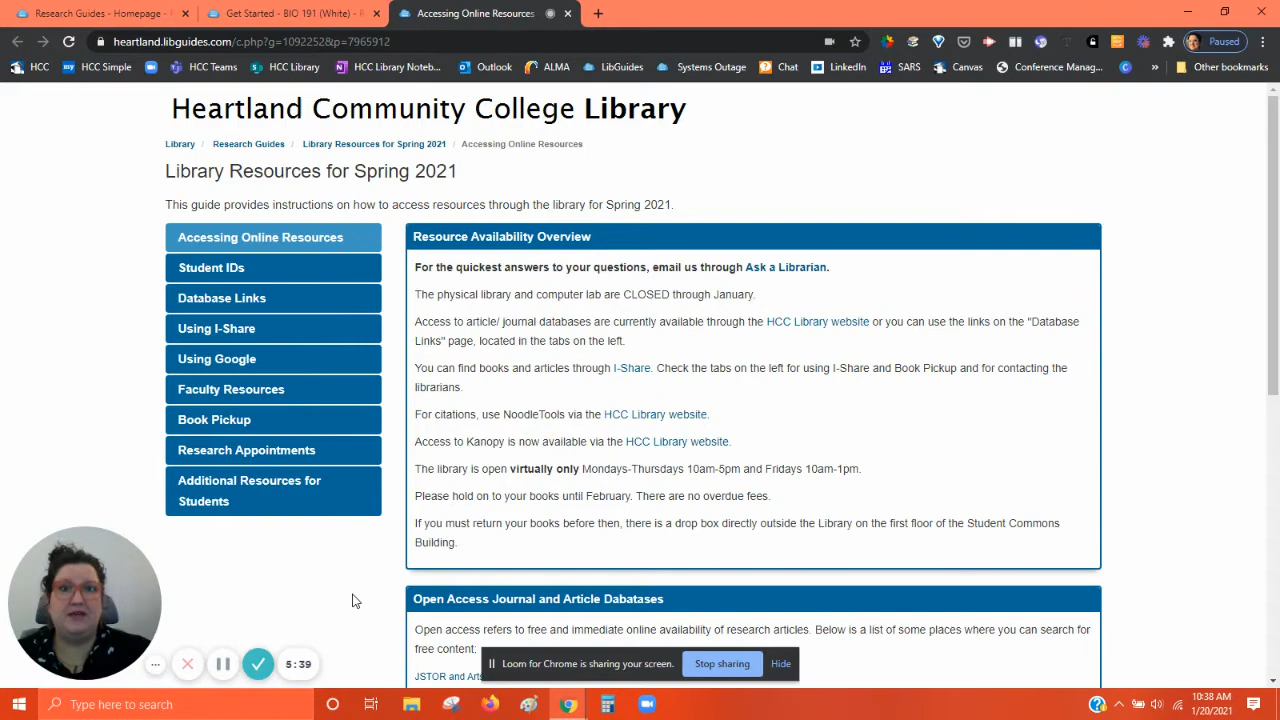 Research Guides - Homepage -
Get Started - BIO 191 (White) - R
Accessing Online Resources
heartland.libguides.com/c.php?g=1092252&p=7965912
Paused
HCC
HCC Simple
HCC Teams
HCC Library
HCC Library Noteb...
Outlook
ALMA
LibGuides
Systems Outage
Chat
LinkedIn
SARS
Canvas
Conference Manag...
Other bookmarks
Heartland Community College Library
Library / Research Guides / Library Resources for Spring 2021 / Accessing Online Resources
Library Resources for Spring 2021
This guide provides instructions on how to access resources through the library for Spring 2021.
Accessing Online Resources
Student IDs
Database Links
Using I-Share
Using Google
Faculty Resources
Book Pickup
Research Appointments
Additional Resources for
Students
Resource Availability Overview
For the quickest answers to your questions, email us through Ask a Librarian.
The physical library and computer lab are CLOSED through January.
Access to article/ journal databases are currently available through the HCC Library website or you can use the links on the "Database
Links" page, located in the tabs on the left.
You can find books and articles through I-Share. Check the tabs on the left for using I-Share and Book Pickup and for contacting the
librarians.
For citations, use NoodleTools via the HCC Library website.
Access to Kanopy is now available via the HCC Library website.
The library is open virtually only Mondays-Thursdays 10am-5pm and Fridays 10am-1pm.
Please hold on to your books until February. There are no overdue fees.
If you must return your books before then, there is a drop box directly outside the Library on the first floor of the Student Commons
Building.
Open Access Journal and Article Dabatases
Open access refers to free and immediate online availability of research articles. Below is a list of some places where you can search for
free content:
JSTOR and Arts
5:39
Loom for Chrome is sharing your screen.
Stop sharing
Hide
Type here to search
10:38 AM
1/20/2021